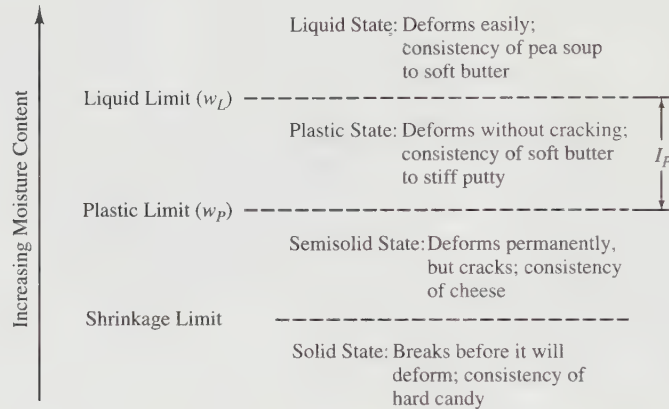 Increasing Moisture Content
Liquid State: Deforms easily;
consistency of pea soup
to soft butter
Liquid Limit (w_L)
Plastic State: Deforms without cracking;
consistency of soft butter
to stiff putty
I_P
Plastic Limit (w_P)
Semisolid State: Deforms permanently,
but cracks; consistency
of cheese
Shrinkage Limit
Solid State: Breaks before it will
deform; consistency of
hard candy